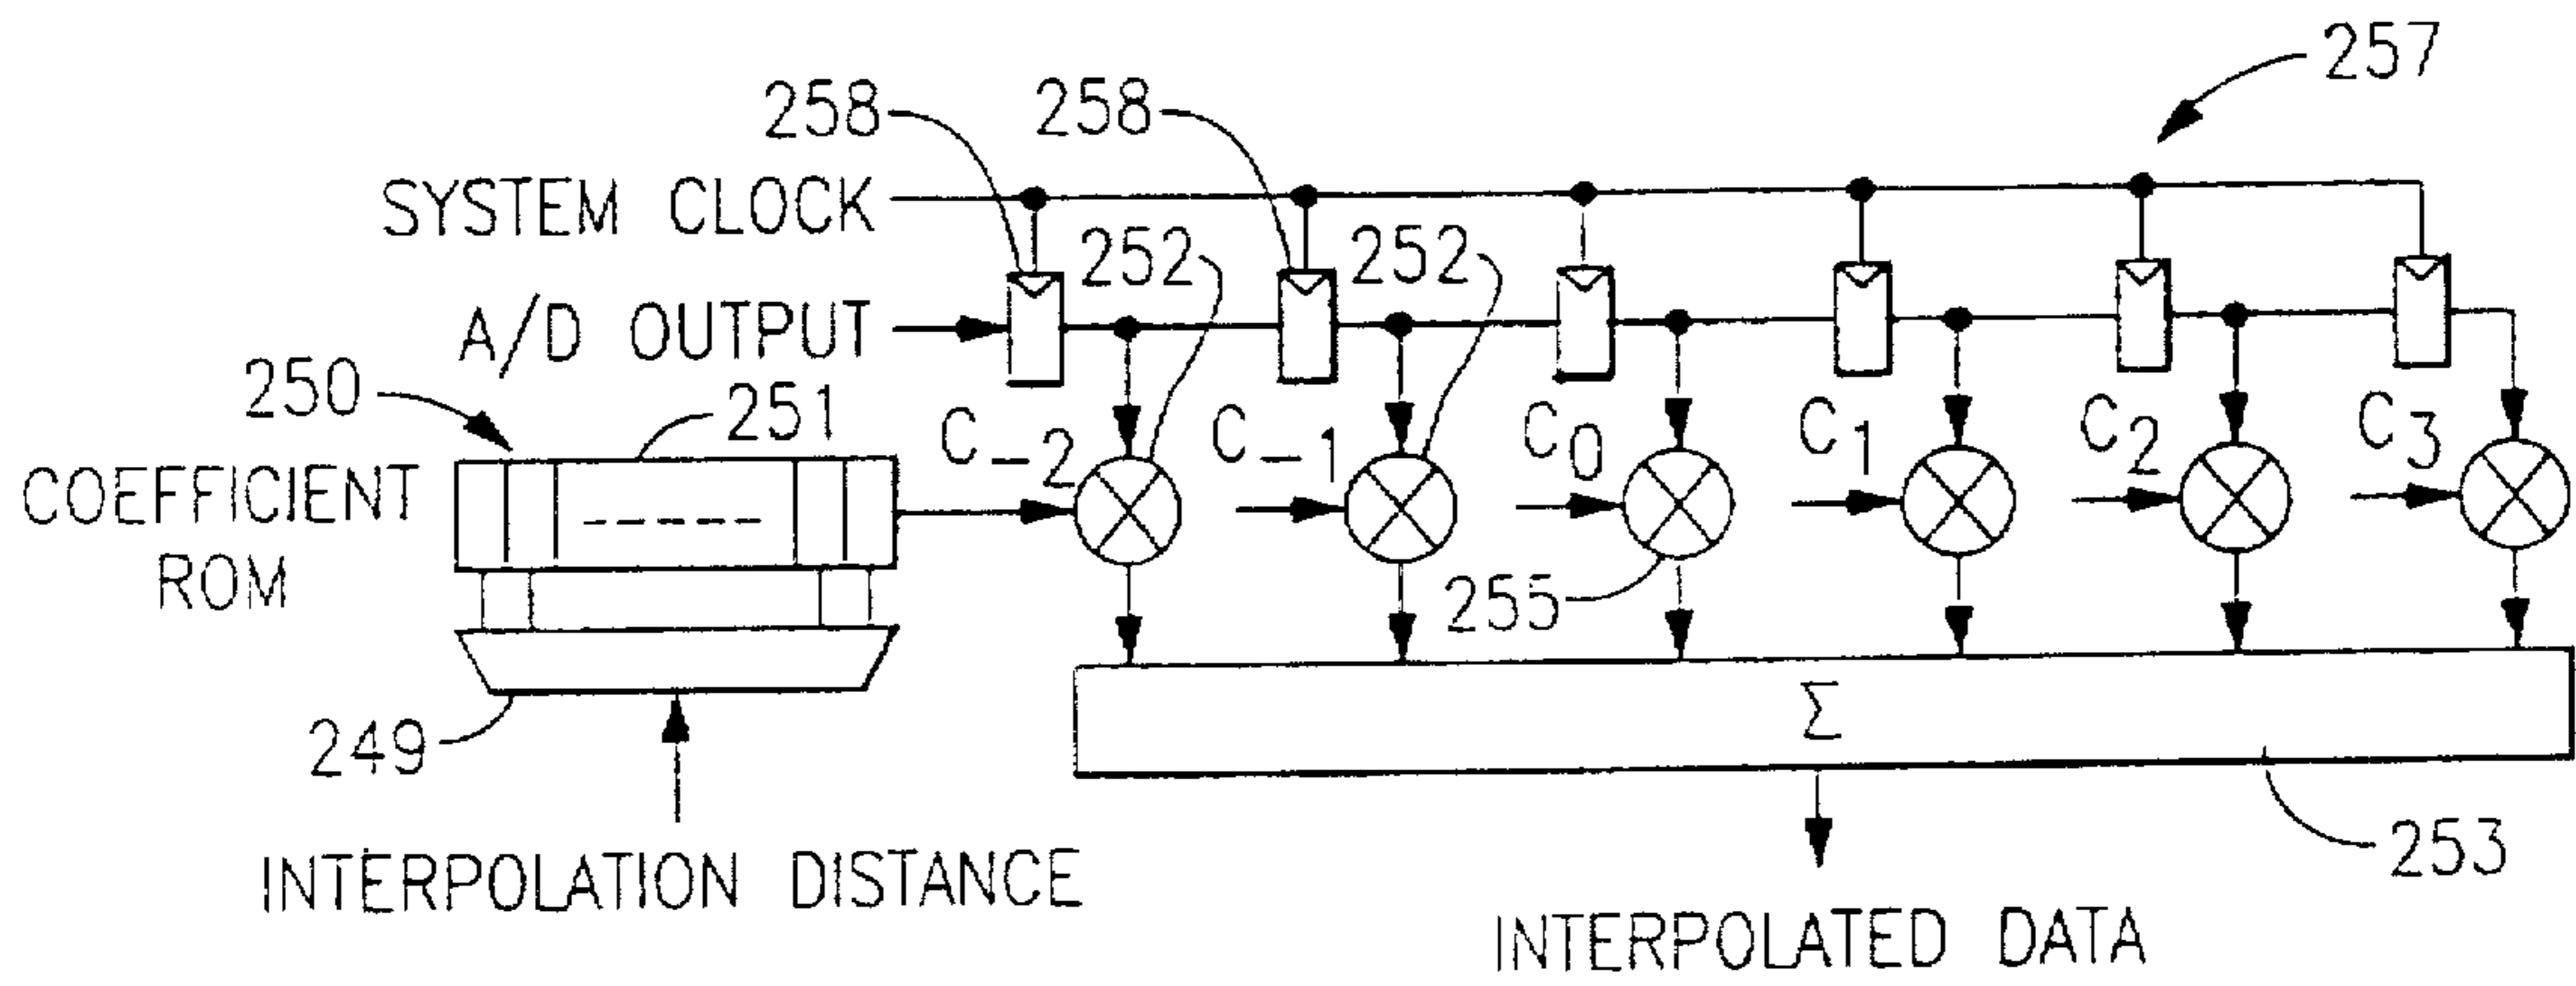 257
258
258
SYSTEM CLOCK
252
252
A/D OUTPUT
250
251
COEFFICIENT
ROM
C-2
C-1
C0
C1
C2
C3
255
Σ
249
253
INTERPOLATION DISTANCE
INTERPOLATED DATA